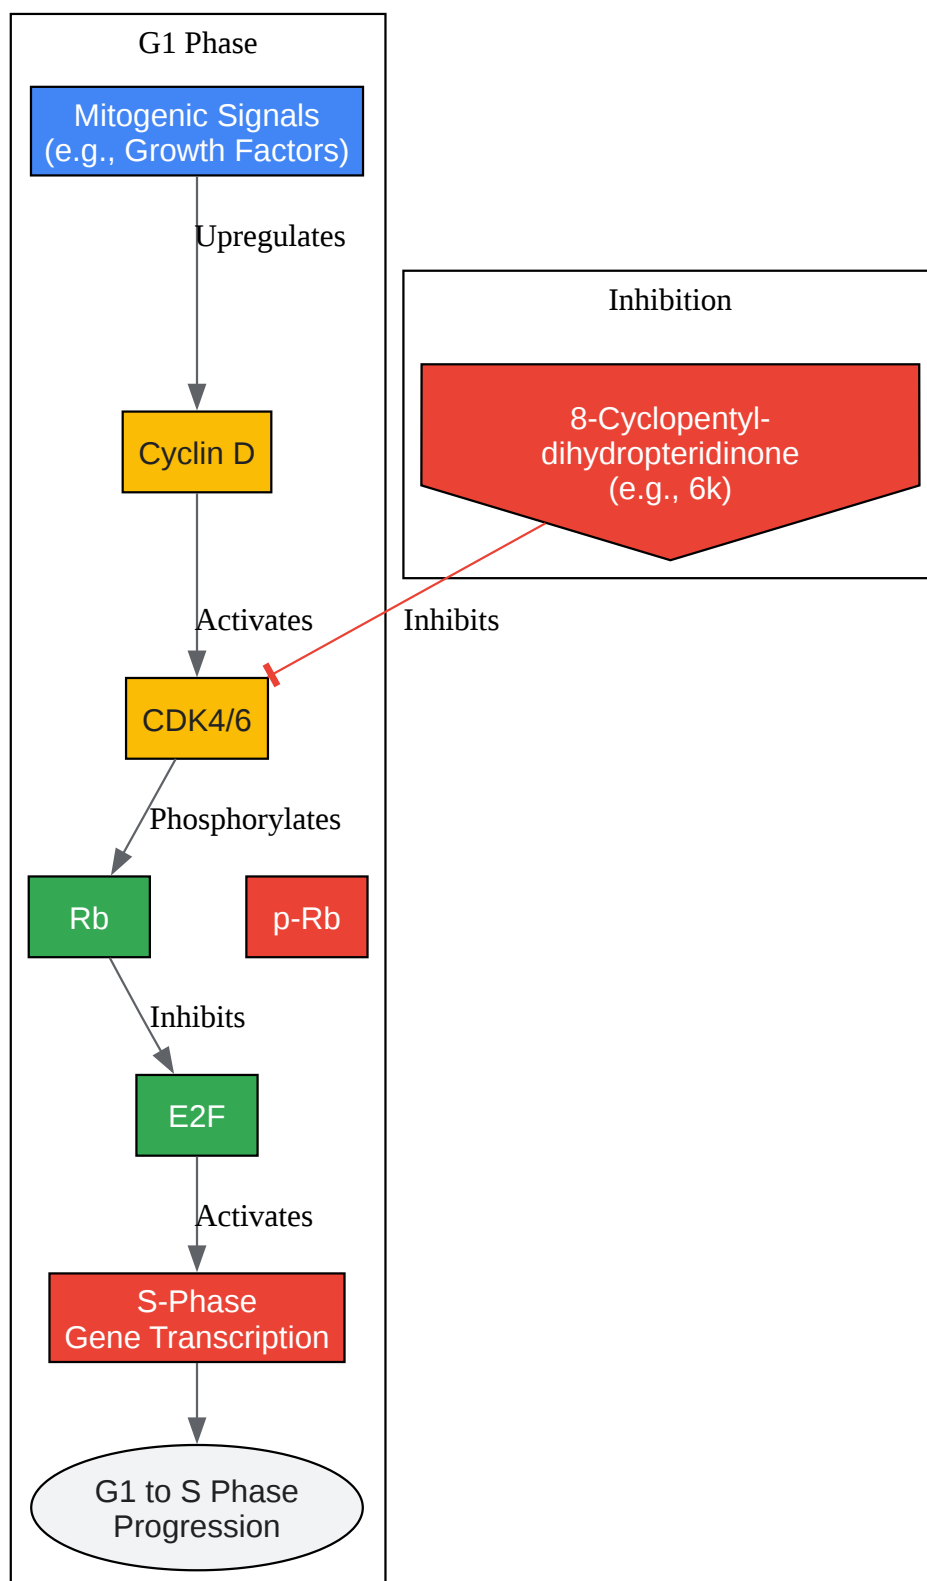 G1 Phase
Mitogenic Signals
(e.g., Growth Factors)
Upregulates
Inhibition
8-Cyclopentyl-
dihydropteridinone
(e.g., 6k)
Cyclin D
Activates
Inhibits
CDK4/6
Phosphorylates
Rb
p-Rb
Inhibits
E2F
Activates
S-Phase
Gene Transcription
G1 to S Phase
Progression